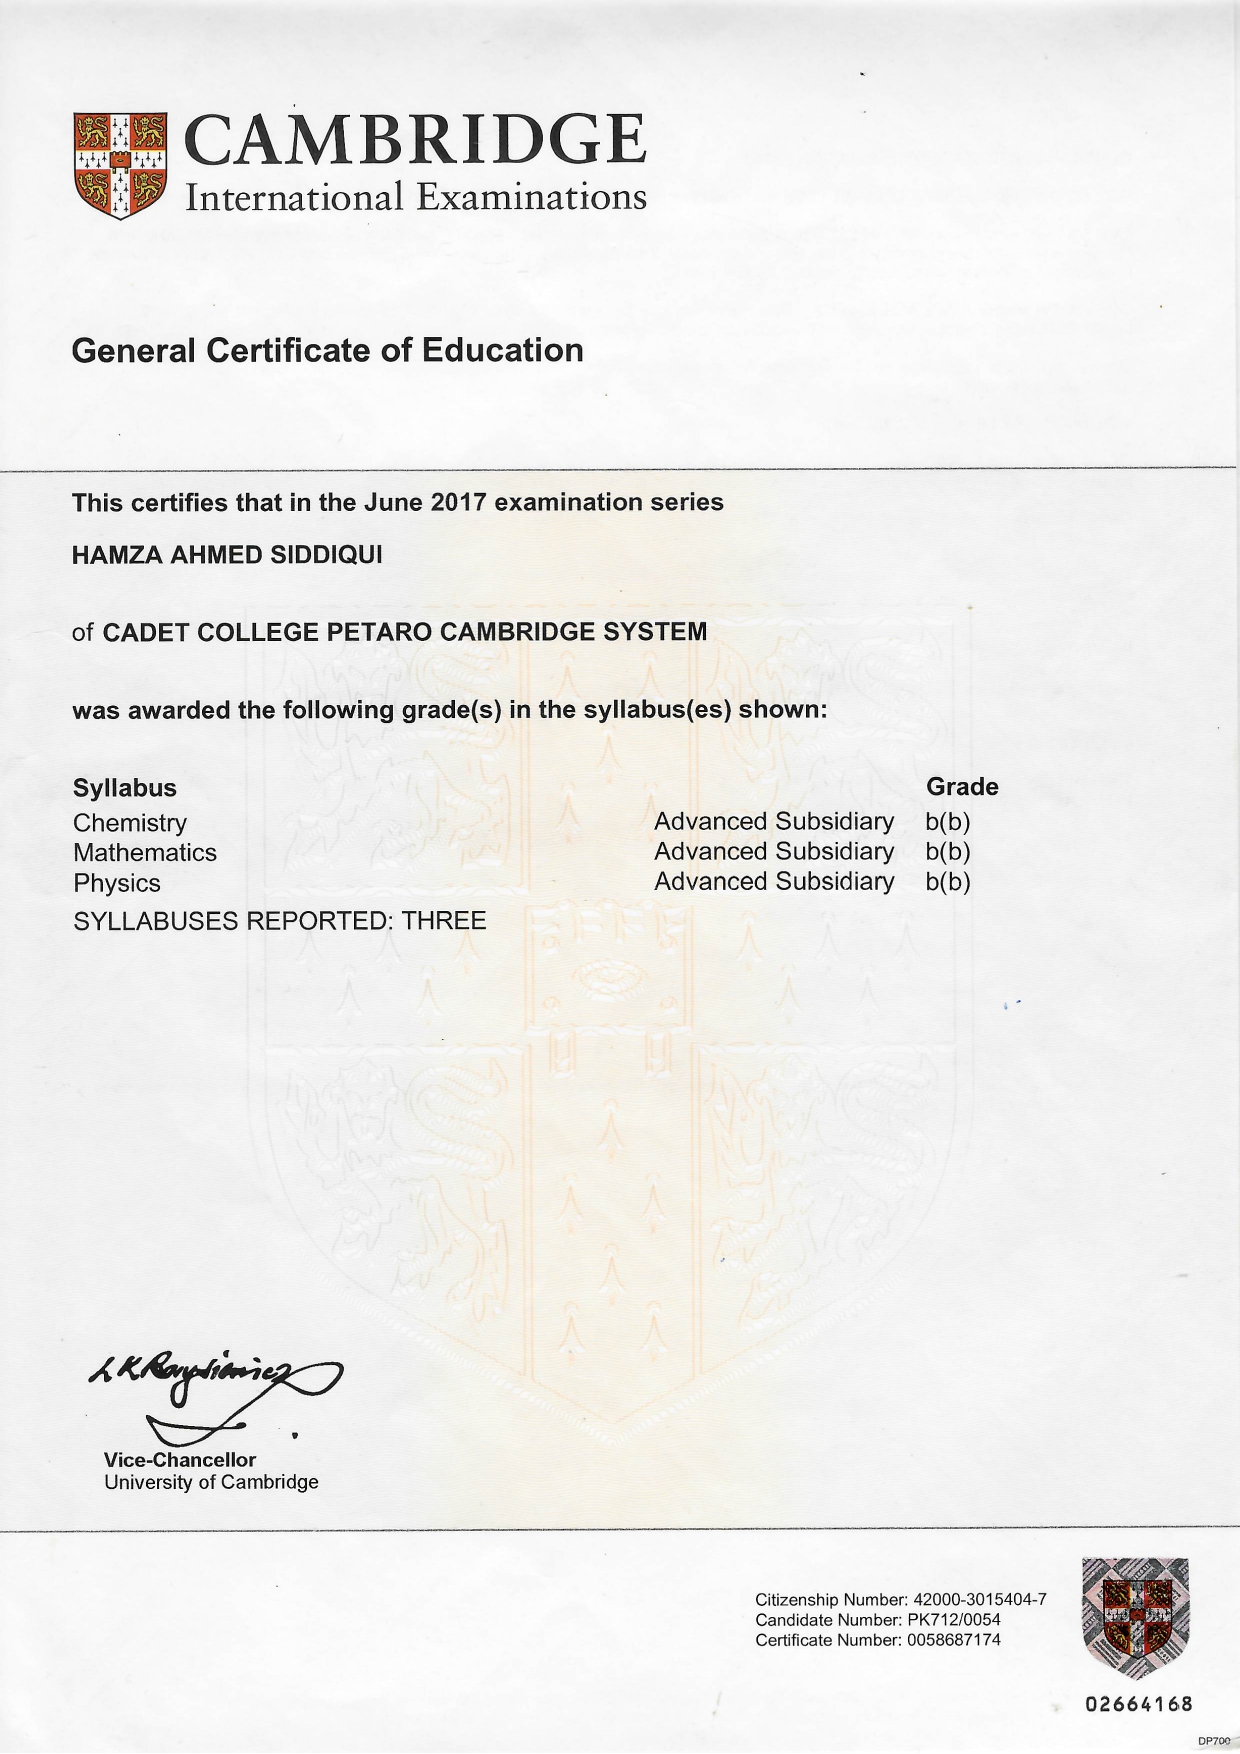 CAMBRIDGE
International Examinations
General Certificate of Education
This certifies that in the June 2017 examination series
HAMZA AHMED SIDDIQUI
of CADET COLLEGE PETARO CAMBRIDGE SYSTEM
was awarded the following grade(s) in the syllabus(es) shown:
Syllabus Grade
Chemistry Advanced Subsidiary b(b)
Mathematics Advanced Subsidiary b(b)
Physics Advanced Subsidiary b(b)
SYLLABUSES REPORTED: THREE
Vice-Chancellor
University of Cambridge
Citizenship Number: 42000-3015404-7
Candidate Number: PK712/0054
Certificate Number: 0058687174
02664168
DP700